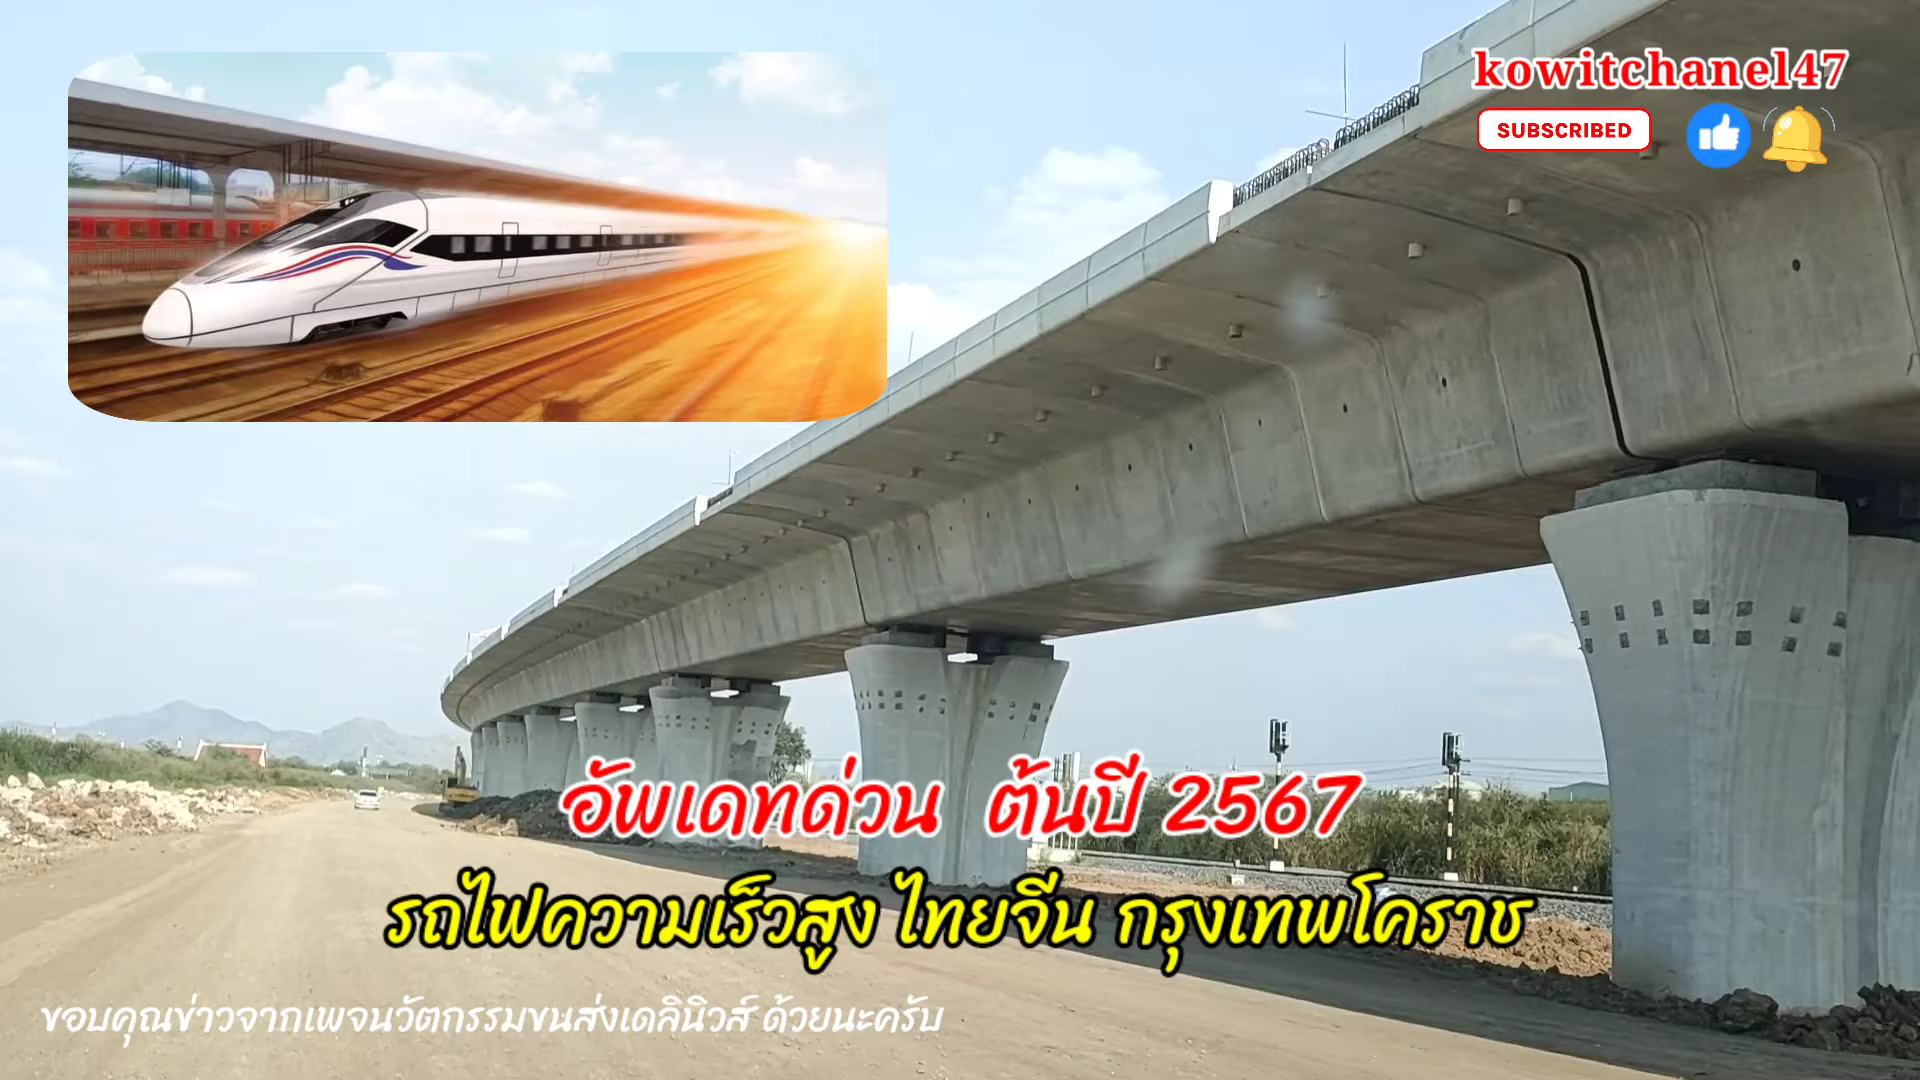 kowitchanel47
SUBSCRIBED
อัพเดทด่วน ต้นปี 2567
รถไฟความเร็วสูง ไทยจีน กรุงเทพโคราช
ขอบคุณข่าวจากเพจนวัตกรรมขนส่งเดลินิวส์ ด้วยนะครับ